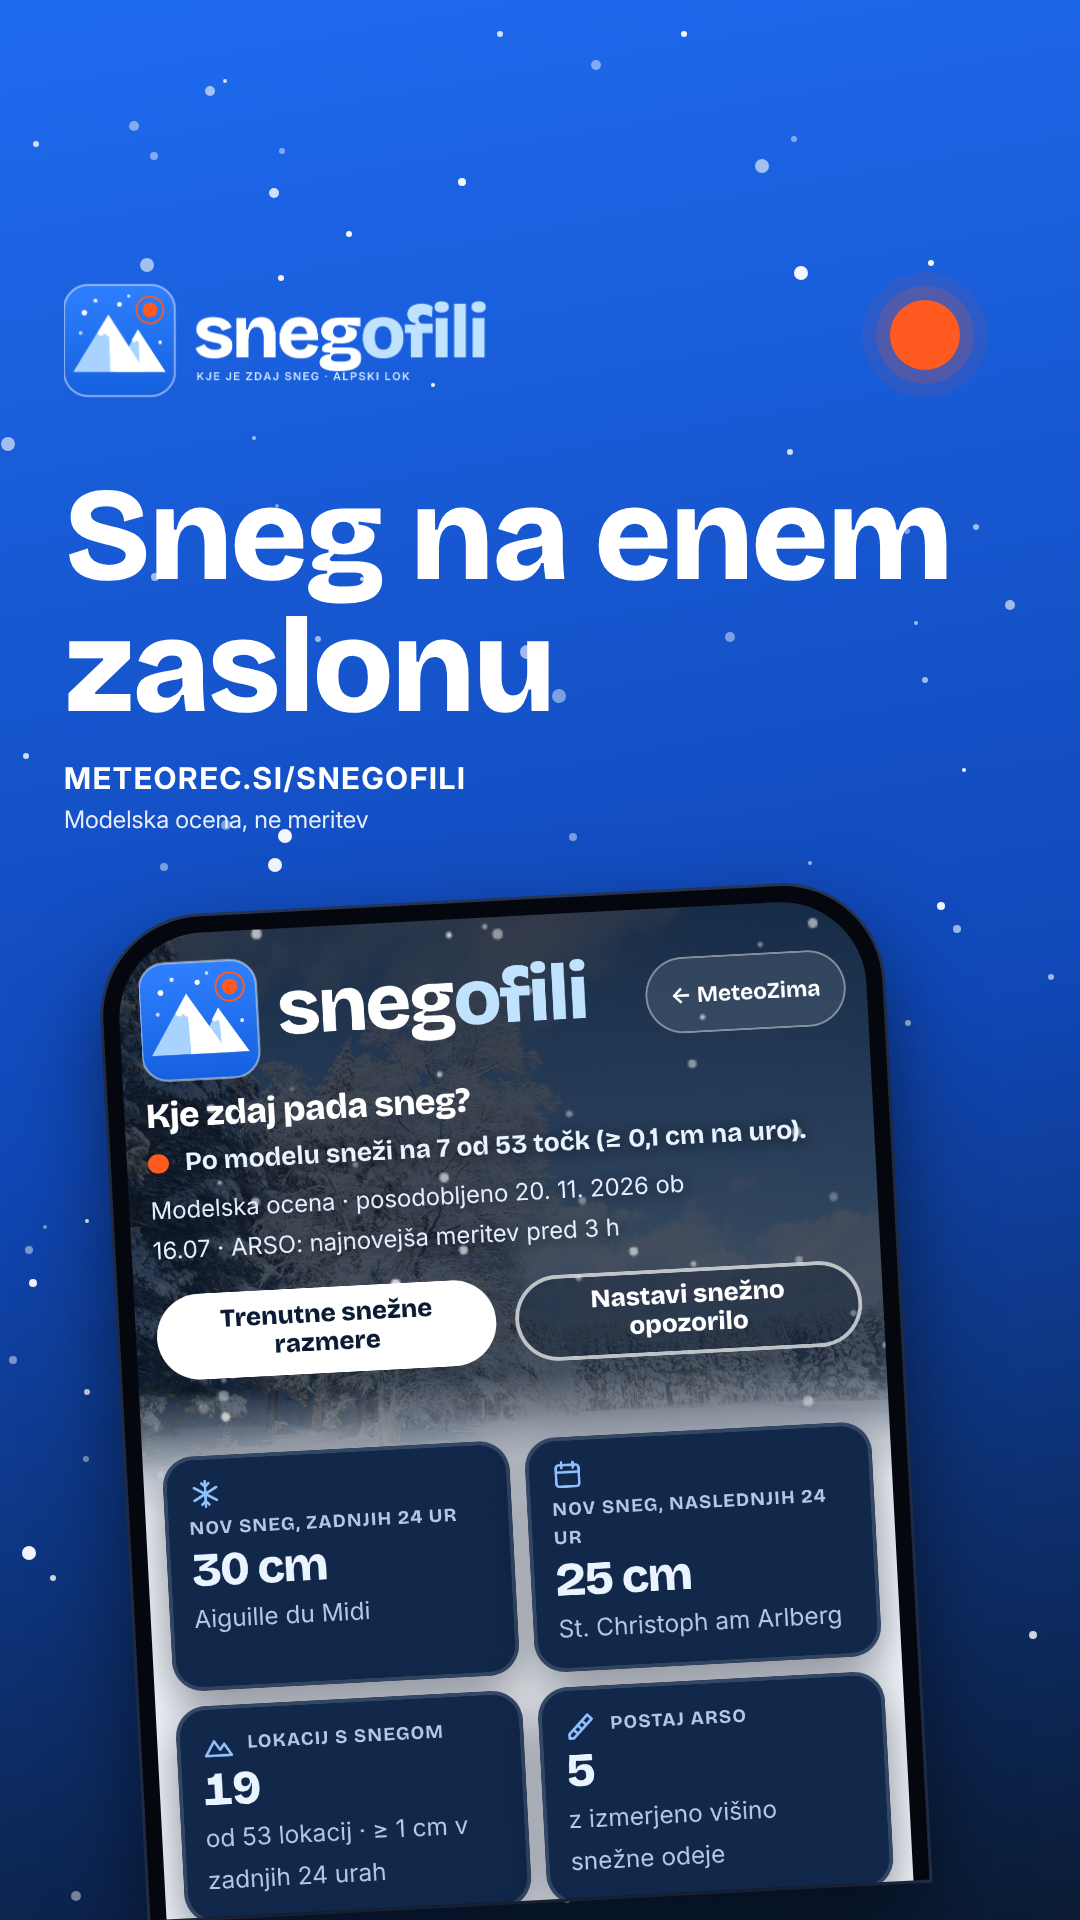 snegofili
KJE JE ZDAJ SNEG · ALPSKI LOK
Sneg na enem
zaslonu
METEOREC.SI/SNEGOFILI
Modelska ocena, ne meritev
snegofili
← MeteoZima
Kje zdaj pada sneg?
Po modelu sneži na 7 od 53 točk (≥ 0,1 cm na uro).
Modelska ocena · posodobljeno 20. 11. 2026 ob
16.07 · ARSO: najnovejša meritev pred 3 h
Trenutne snežne
razmere
Nastavi snežno
opozorilo
NOV SNEG, ZADNJIH 24 UR
30 cm
Aiguille du Midi
NOV SNEG, NASLEDNJIH 24
UR
25 cm
St. Christoph am Arlberg
LOKACIJ S SNEGOM
19
od 53 lokacij · ≥ 1 cm v
zadnjih 24 urah
POSTAJ ARSO
5
z izmerjeno višino
snežne odeje